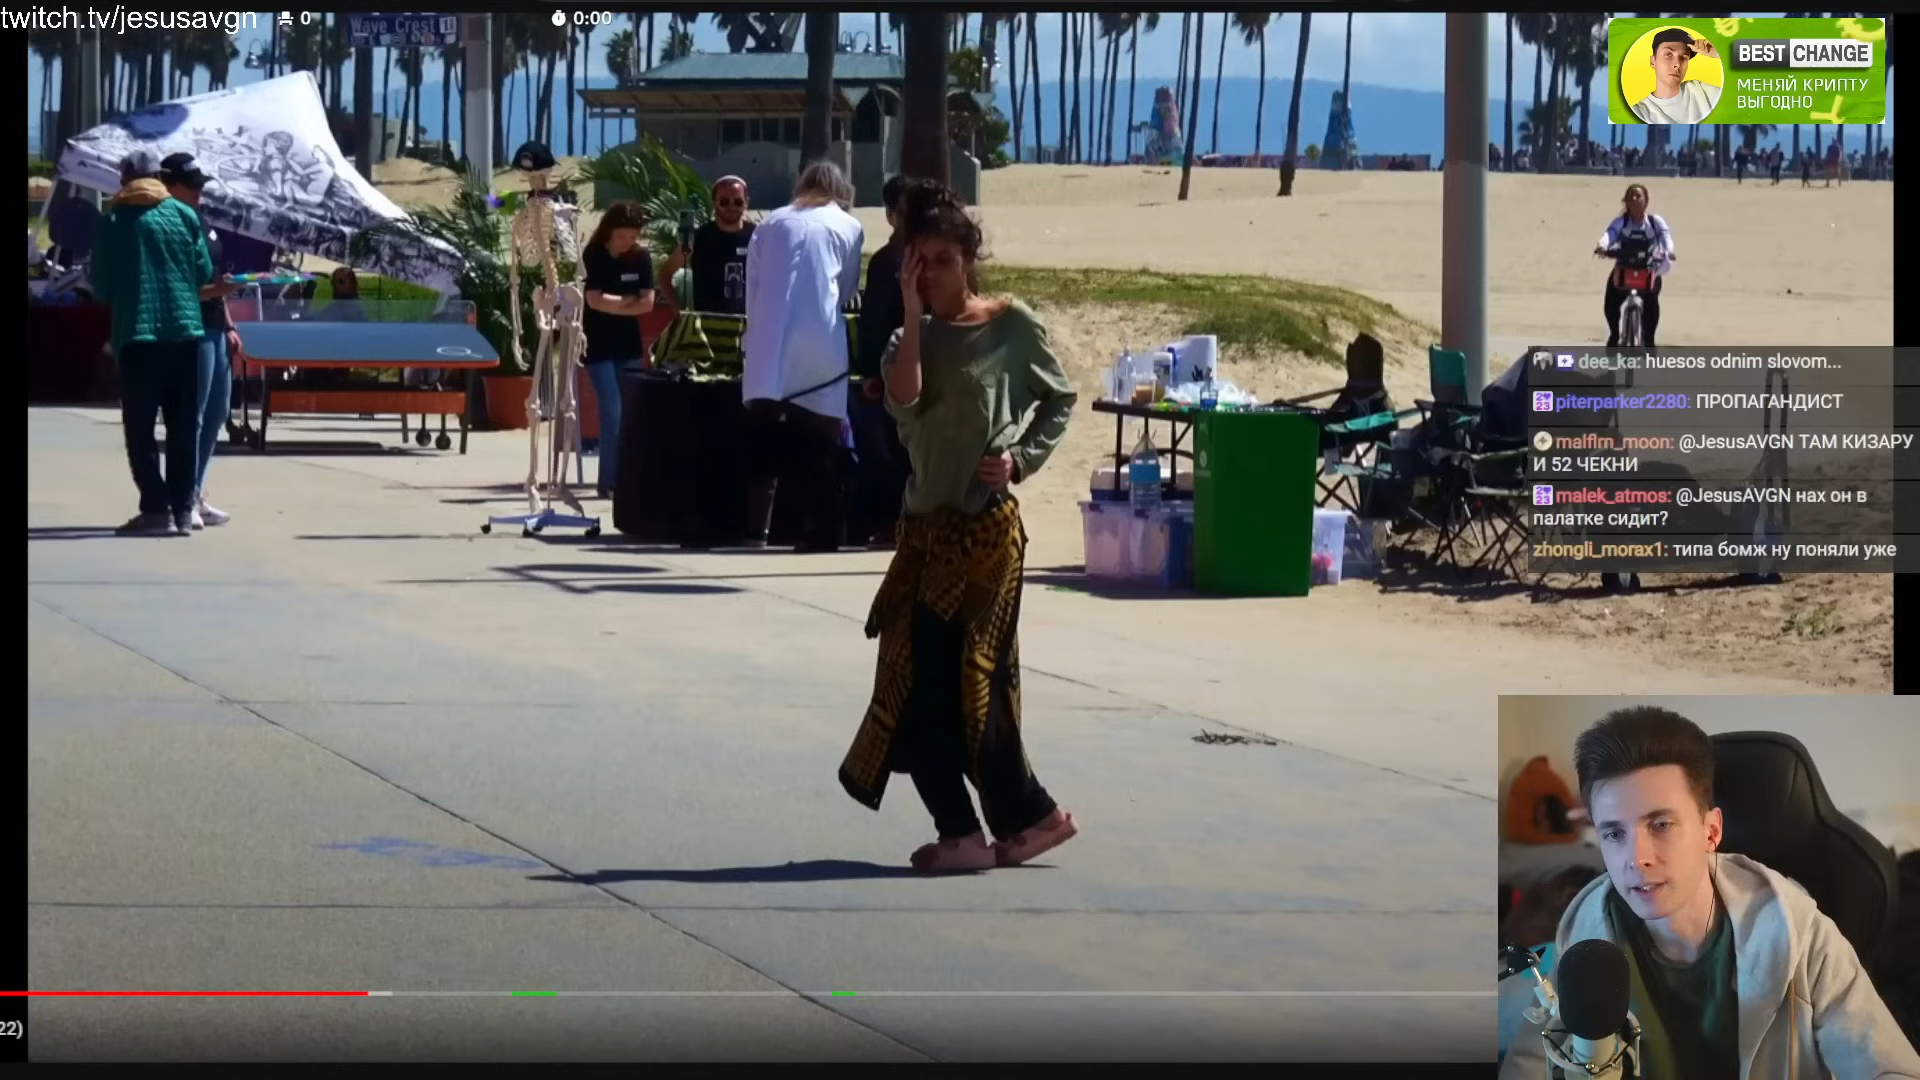 twitch.tv/jesusavgn
0
0:00
Wave Crest
BEST CHANGE
МЕНЯЙ КРИПТУ
ВЫГОДНО
dee_ka: huesos odnim slovom...
piterparker2280: ПРОПАГАНДИСТ
malflrn_moon: @JesusAVGN ТАМ КИЗАРУ
И 52 ЧЕКНИ
malek_atmos: @JesusAVGN нах он в
палатке сидит?
zhongli_morax1: типа бомж ну поняли уже
22)